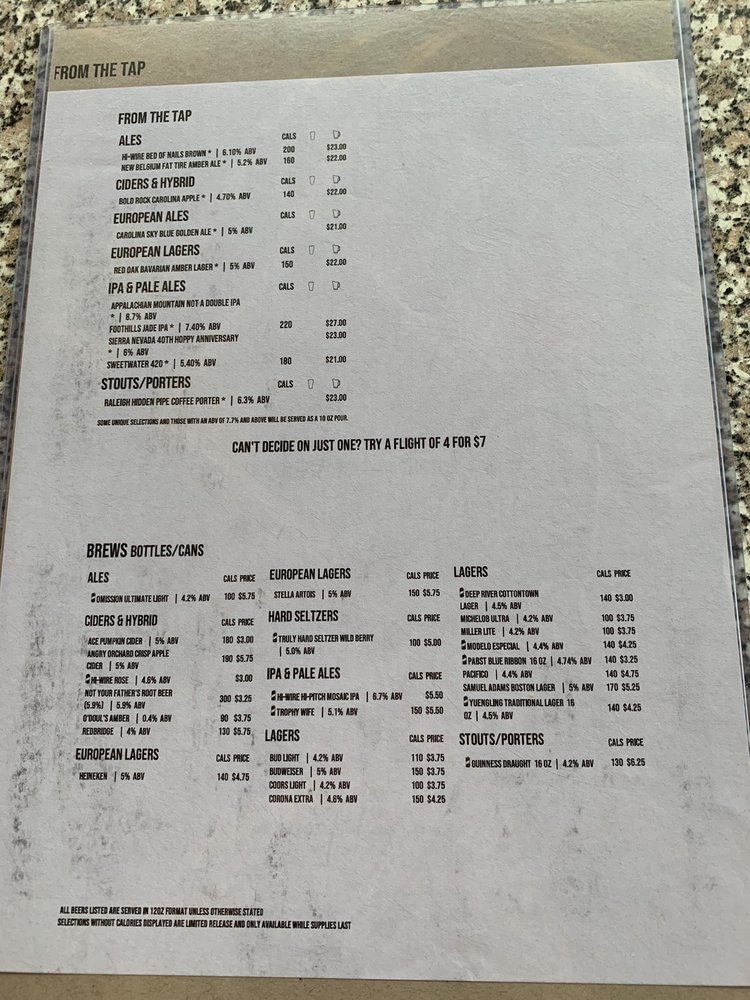 FROM THE TAP
FROM THE TAP
ALES CALS
HI-WIRE BED OF NAILS BROWN * | 6.10% ABV 200 $23.00
NEW BELGIUM FAT TIRE AMBER ALE * | 5.2% ABV 160 $22.00
CIDERS & HYBRID CALS
BOLD ROCK CAROLINA APPLE * | 4.70% ABV 140 $22.00
EUROPEAN ALES CALS
CAROLINA SKY BLUE GOLDEN ALE * | 5% ABV $21.00
EUROPEAN LAGERS CALS
RED OAK BAVARIAN AMBER LAGER * | 5% ABV 150 $22.00
IPA & PALE ALES CALS
APPALACHIAN MOUNTAIN NOT A DOUBLE IPA
* | 8.7% ABV
FOOTHILLS JADE IPA * | 7.40% ABV 220 $27.00
SIERRA NEVADA 40TH HOPPY ANNIVERSARY $23.00
* | 6% ABV
SWEETWATER 420 * | 5.40% ABV 180 $21.00
STOUTS/PORTERS CALS
RALEIGH HIDDEN PIPE COFFEE PORTER * | 6.3% ABV $23.00
SOME UNIQUE SELECTIONS AND THOSE WITH AN ABV OF 7.7% AND ABOVE WILL BE SERVED AS A 10 OZ POUR.
CAN'T DECIDE ON JUST ONE? TRY A FLIGHT OF 4 FOR $7
BREWS BOTTLES/CANS
ALES CALS PRICE
OMISSION ULTIMATE LIGHT | 4.2% ABV 100 $5.75
CIDERS & HYBRID CALS PRICE
ACE PUMPKIN CIDER | 5% ABV 180 $3.00
ANGRY ORCHARD CRISP APPLE
CIDER | 5% ABV 190 $5.75
HI-WIRE ROSE | 4.6% ABV $3.00
NOT YOUR FATHER'S ROOT BEER
(5.9%) | 5.9% ABV 300 $3.25
O'DOUL'S AMBER | 0.4% ABV 90 $3.75
REDBRIDGE | 4% ABV 130 $5.75
EUROPEAN LAGERS CALS PRICE
HEINEKEN | 5% ABV 140 $4.75
EUROPEAN LAGERS CALS PRICE
STELLA ARTOIS | 5% ABV 150 $5.75
HARD SELTZERS CALS PRICE
TRULY HARD SELTZER WILD BERRY
| 5.0% ABV 100 $5.00
IPA & PALE ALES CALS PRICE
HI-WIRE HI-PITCH MOSAIC IPA | 6.7% ABV $5.50
TROPHY WIFE | 5.1% ABV 150 $5.50
LAGERS CALS PRICE
BUD LIGHT | 4.2% ABV 110 $3.75
BUDWEISER | 5% ABV 150 $3.75
COORS LIGHT | 4.2% ABV 100 $3.75
CORONA EXTRA | 4.6% ABV 150 $4.25
LAGERS CALS PRICE
DEEP RIVER COTTONTOWN
LAGER | 4.5% ABV 140 $3.00
MICHELOB ULTRA | 4.2% ABV 100 $3.75
MILLER LITE | 4.2% ABV 100 $3.75
MODELO ESPECIAL | 4.4% ABV 140 $4.25
PABST BLUE RIBBON 16 OZ | 4.74% ABV 140 $3.25
PACIFICO | 4.4% ABV 140 $4.75
SAMUEL ADAMS BOSTON LAGER | 5% ABV 170 $5.25
YUENGLING TRADITIONAL LAGER 16
OZ | 4.5% ABV 140 $4.25
STOUTS/PORTERS CALS PRICE
GUINNESS DRAUGHT 16 OZ | 4.2% ABV 130 $6.25
ALL BEERS LISTED ARE SERVED IN 12OZ FORMAT UNLESS OTHERWISE STATED
SELECTIONS WITHOUT CALORIES DISPLAYED ARE LIMITED RELEASE AND ONLY AVAILABLE WHILE SUPPLIES LAST